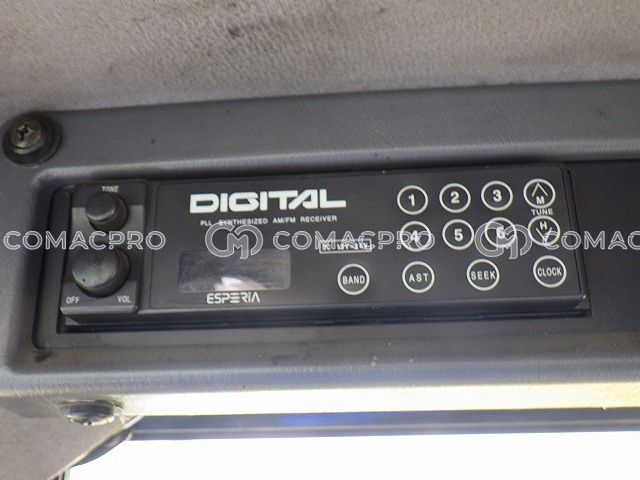 TONE
OFF VOL
DIGITAL
PLL SYNTHESIZED AM/FM RECEIVER
ESPERIA
1 2 3 M
TUNE
4 5 6 H
BAND AST SEEK CLOCK
COMACPRO COMACPRO COMACPRO